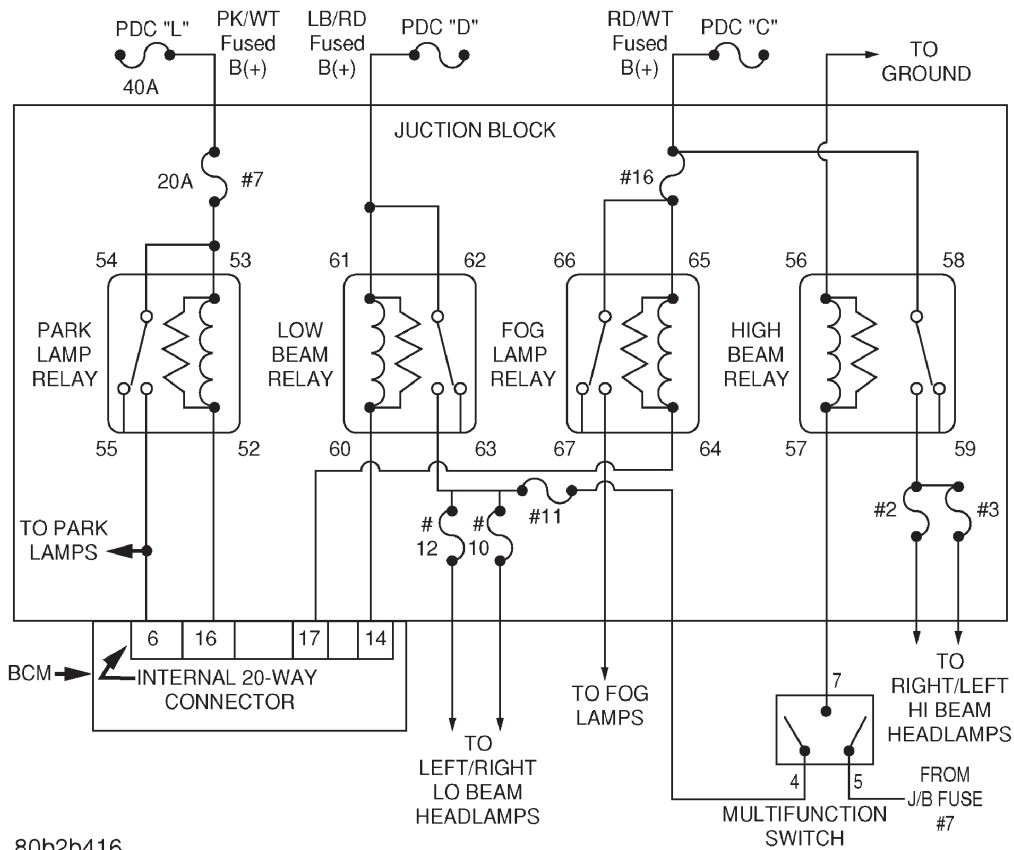 PDC "L"
40A
PK/WT
Fused
B(+)
LB/RD
Fused
B(+)
PDC "D"
RD/WT
Fused
B(+)
PDC "C"
TO
GROUND
JUCTION BLOCK
20A
#7
#16
54
53
61
62
66
65
56
58
PARK
LAMP
RELAY
LOW
BEAM
RELAY
FOG
LAMP
RELAY
HIGH
BEAM
RELAY
55
52
60
63
67
64
57
59
#11
#
12
#
10
#2
#3
TO PARK
LAMPS
6
16
17
14
BCM
INTERNAL 20-WAY
CONNECTOR
TO
LEFT/RIGHT
LO BEAM
HEADLAMPS
TO FOG
LAMPS
TO
RIGHT/LEFT
HI BEAM
HEADLAMPS
7
4
5
FROM
J/B FUSE
#7
MULTIFUNCTION
SWITCH
80b2b416